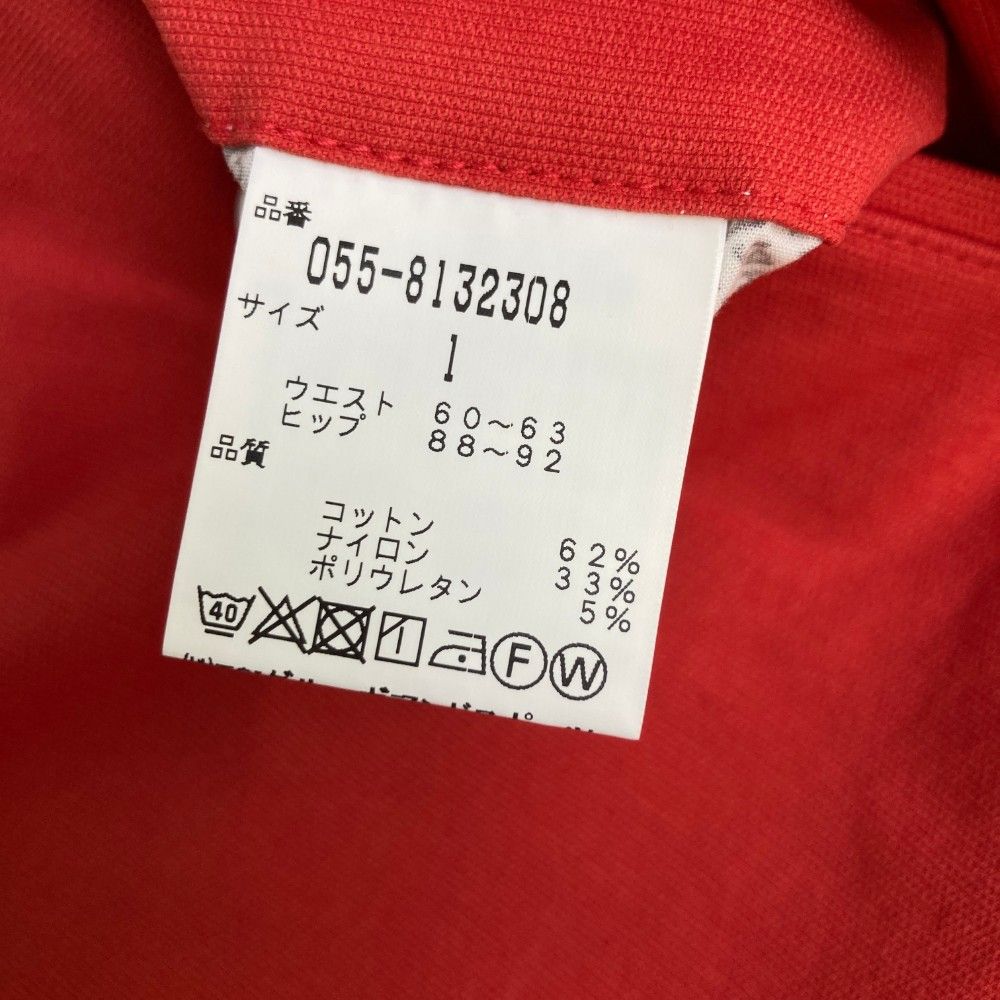 品番
055-8132308
サイズ
1
ウエスト 60~63
ヒップ 88~92
品質
コットン 62%
ナイロン 33%
ポリウレタン 5%
40 F W